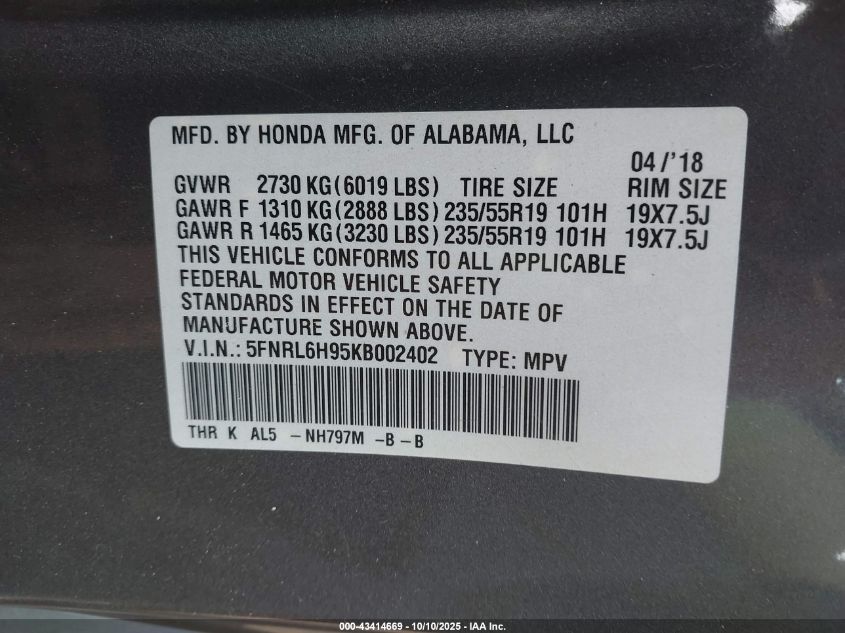 MFD. BY HONDA MFG. OF ALABAMA, LLC
04/'18
GVWR 2730 KG(6019 LBS) TIRE SIZE RIM SIZE
GAWR F 1310 KG(2888 LBS) 235/55R19 101H 19X7.5J
GAWR R 1465 KG(3230 LBS) 235/55R19 101H 19X7.5J
THIS VEHICLE CONFORMS TO ALL APPLICABLE
FEDERAL MOTOR VEHICLE SAFETY
STANDARDS IN EFFECT ON THE DATE OF
MANUFACTURE SHOWN ABOVE.
V.I.N.: 5FNRL6H95KB002402 TYPE: MPV
THR K AL5 -NH797M -B -B
000-43414669 - 10/10/2025 - IAA Inc.